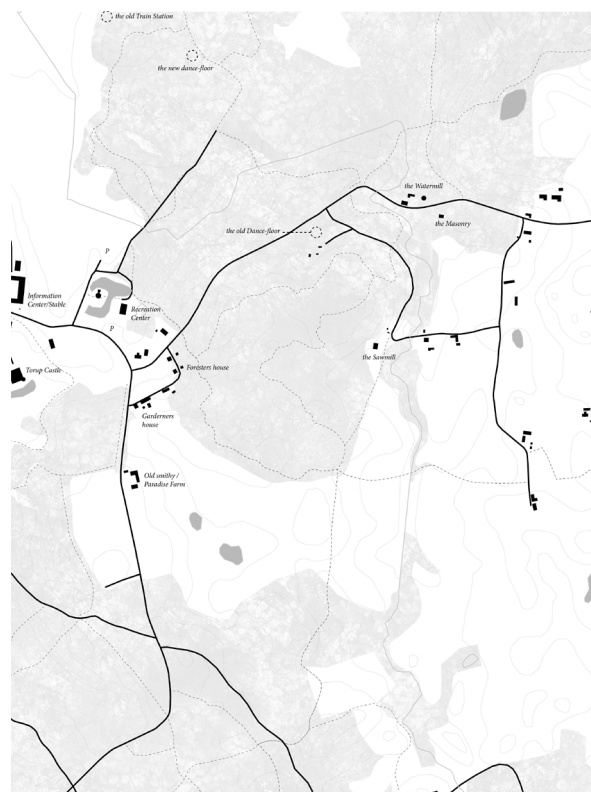 the old Train Station
the new dance-floor
the Watermill
the Masonry
the old Dance-floor
P
Information
Center/Stable
Recreation
Center
P
the Sawmill
Torup Castle
Foresters house
Garderners
house
Old smithy /
Paradise Farm